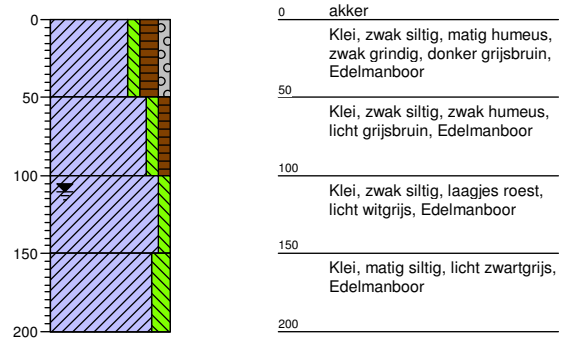 0
50
100
150
200
0 akker
Klei, zwak siltig, matig humeus,
zwak grindig, donker grijsbruin,
Edelmanboor
50
Klei, zwak siltig, zwak humeus,
licht grijsbruin, Edelmanboor
100
Klei, zwak siltig, laagjes roest,
licht witgrijs, Edelmanboor
150
Klei, matig siltig, licht zwartgrijs,
Edelmanboor
200